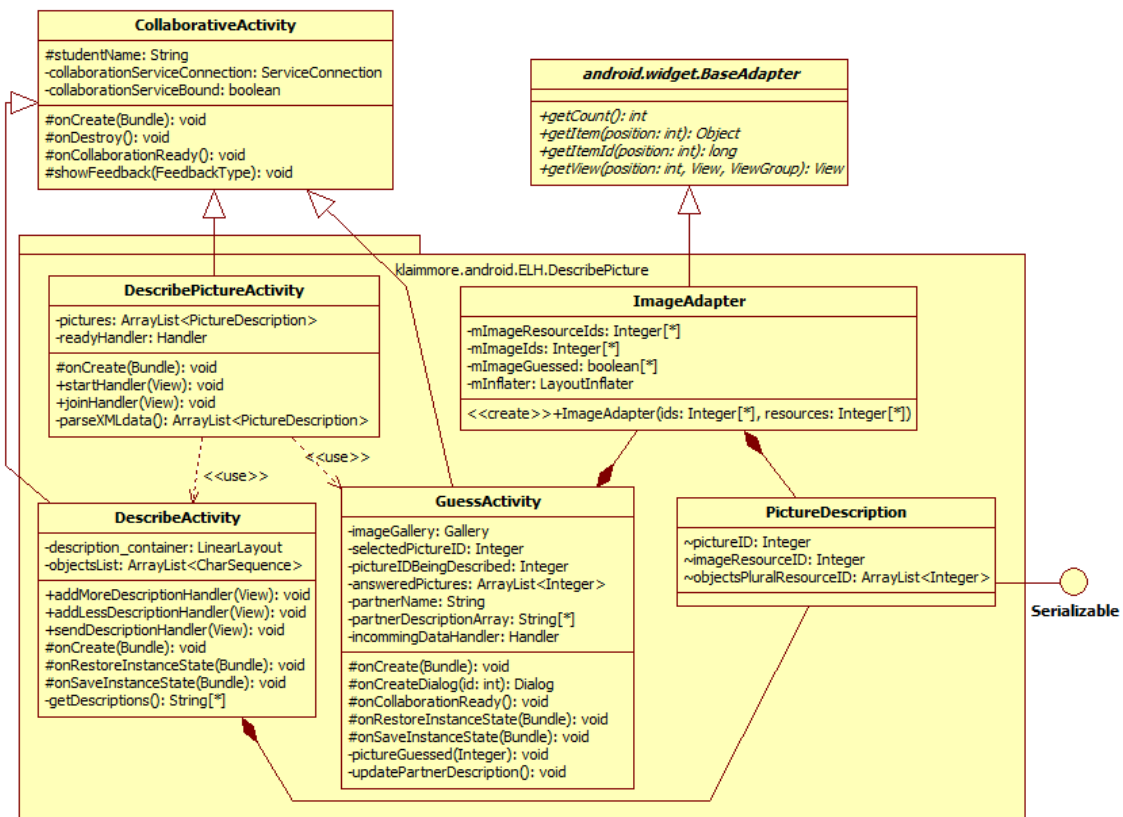 CollaborativeActivity
#studentName: String
-collaborationServiceConnection: ServiceConnection
-collaborationServiceBound: boolean
#onCreate(Bundle): void
#onDestroy(): void
#onCollaborationReady(): void
#showFeedback(FeedbackType): void
android.widget.BaseAdapter
+getCount(): int
+getItem(position: int): Object
+getItemId(position: int): long
+getView(position: int, View, ViewGroup): View
klaimmore.android.ELH.DescribePicture
DescribePictureActivity
-pictures: ArrayList<PictureDescription>
-readyHandler: Handler
#onCreate(Bundle): void
+startHandler(View): void
+joinHandler(View): void
-parseXMLdata(): ArrayList<PictureDescription>
ImageAdapter
-mImageResourceIds: Integer[*]
-mImageIds: Integer[*]
-mImageGuessed: boolean[*]
-mInflater: LayoutInflater
<<create>>+ImageAdapter(ids: Integer[*], resources: Integer[*])
<<use>>
<<use>>
DescribeActivity
-description_container: LinearLayout
-objectsList: ArrayList<CharSequence>
+addMoreDescriptionHandler(View): void
+addLessDescriptionHandler(View): void
+sendDescriptionHandler(View): void
#onCreate(Bundle): void
#onRestoreInstanceState(Bundle): void
#onSaveInstanceState(Bundle): void
-getDescriptions(): String[*]
GuessActivity
-imageGallery: Gallery
-selectedPictureID: Integer
-pictureIDBeingDescribed: Integer
-answeredPictures: ArrayList<Integer>
-partnerName: String
-partnerDescriptionArray: String[*]
-incommingDataHandler: Handler
#onCreate(Bundle): void
#onCreateDialog(id: int): Dialog
#onCollaborationReady(): void
#onRestoreInstanceState(Bundle): void
#onSaveInstanceState(Bundle): void
-pictureGuessed(Integer): void
-updatePartnerDescription(): void
PictureDescription
~pictureID: Integer
~imageResourceID: Integer
~objectsPluralResourceID: ArrayList<Integer>
Serializable